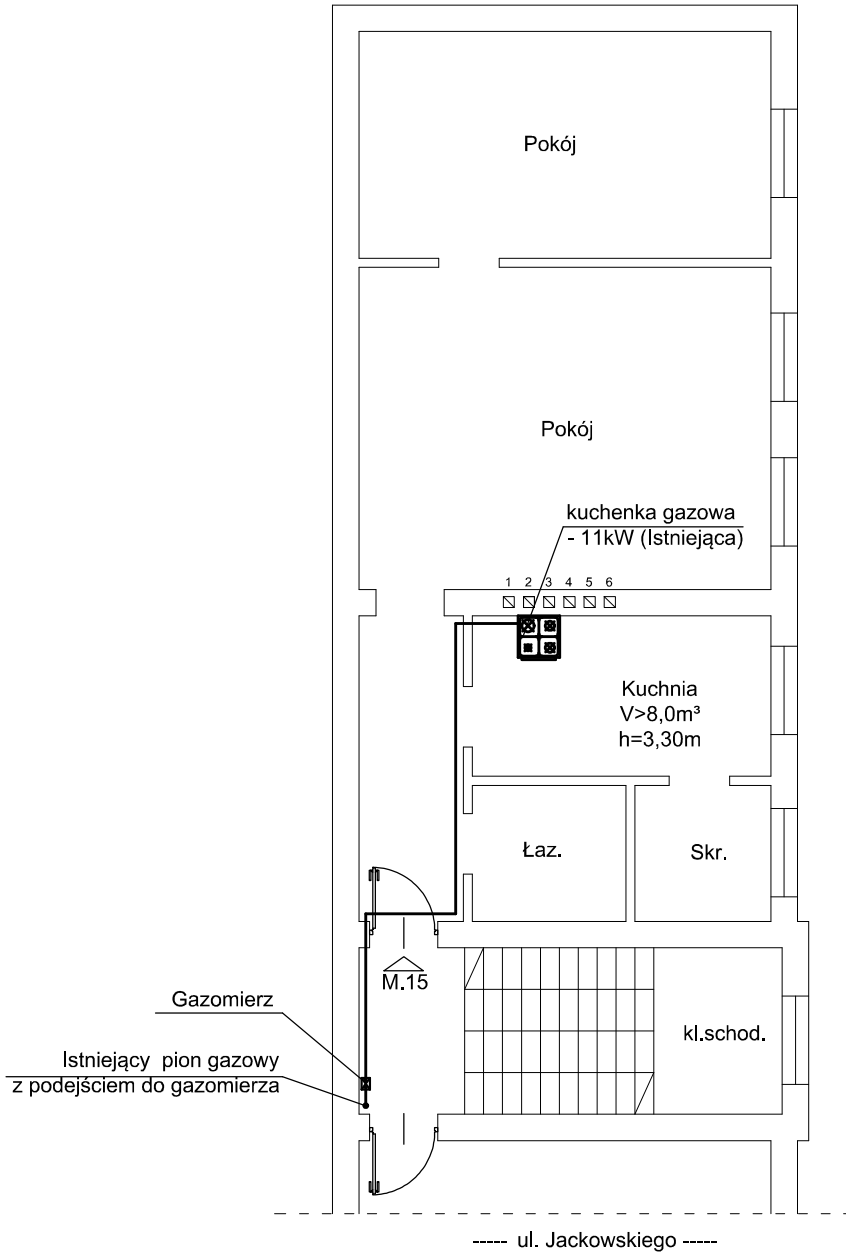 Pokój
Pokój
kuchenka gazowa
- 11kW (Istniejąca)
1 2 3 4 5 6
Kuchnia
V>8,0m³
h=3,30m
Łaz.
Skr.
M.15
Gazomierz
kl.schod.
Istniejący pion gazowy
z podejściem do gazomierza
----- ul. Jackowskiego -----